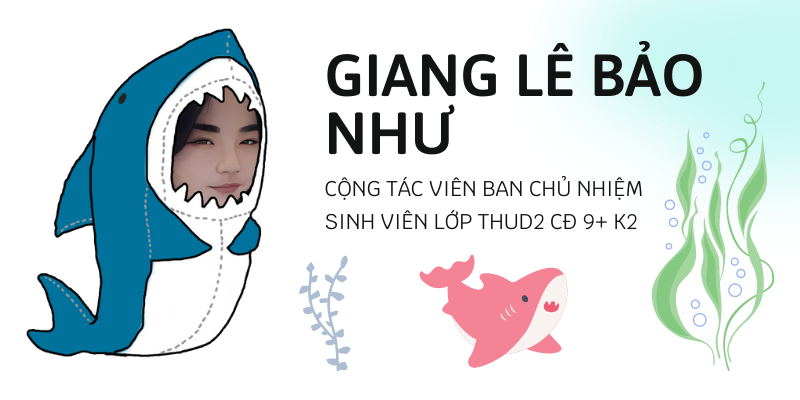 GIANG LÊ BẢO
NHƯ
CỘNG TÁC VIÊN BAN CHỦ NHIỆM
SINH VIÊN LỚP THUD2 CĐ 9+ K2